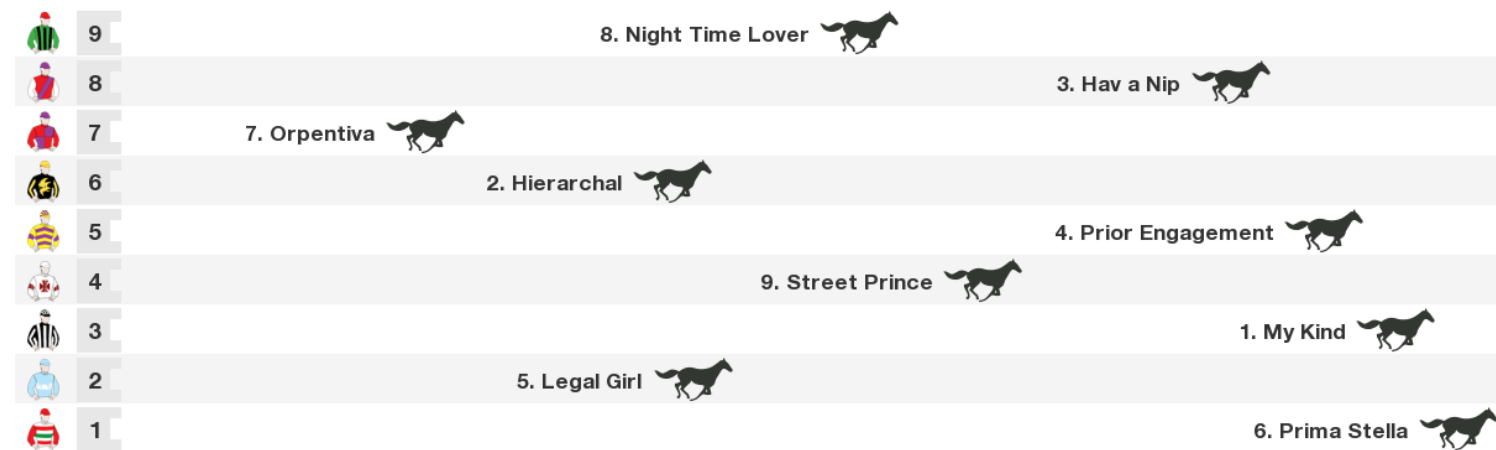 9 8. Night Time Lover
8 3. Hav a Nip
7 7. Orpentiva
6 2. Hierarchal
5 4. Prior Engagement
4 9. Street Prince
3 1. My Kind
2 5. Legal Girl
1 6. Prima Stella